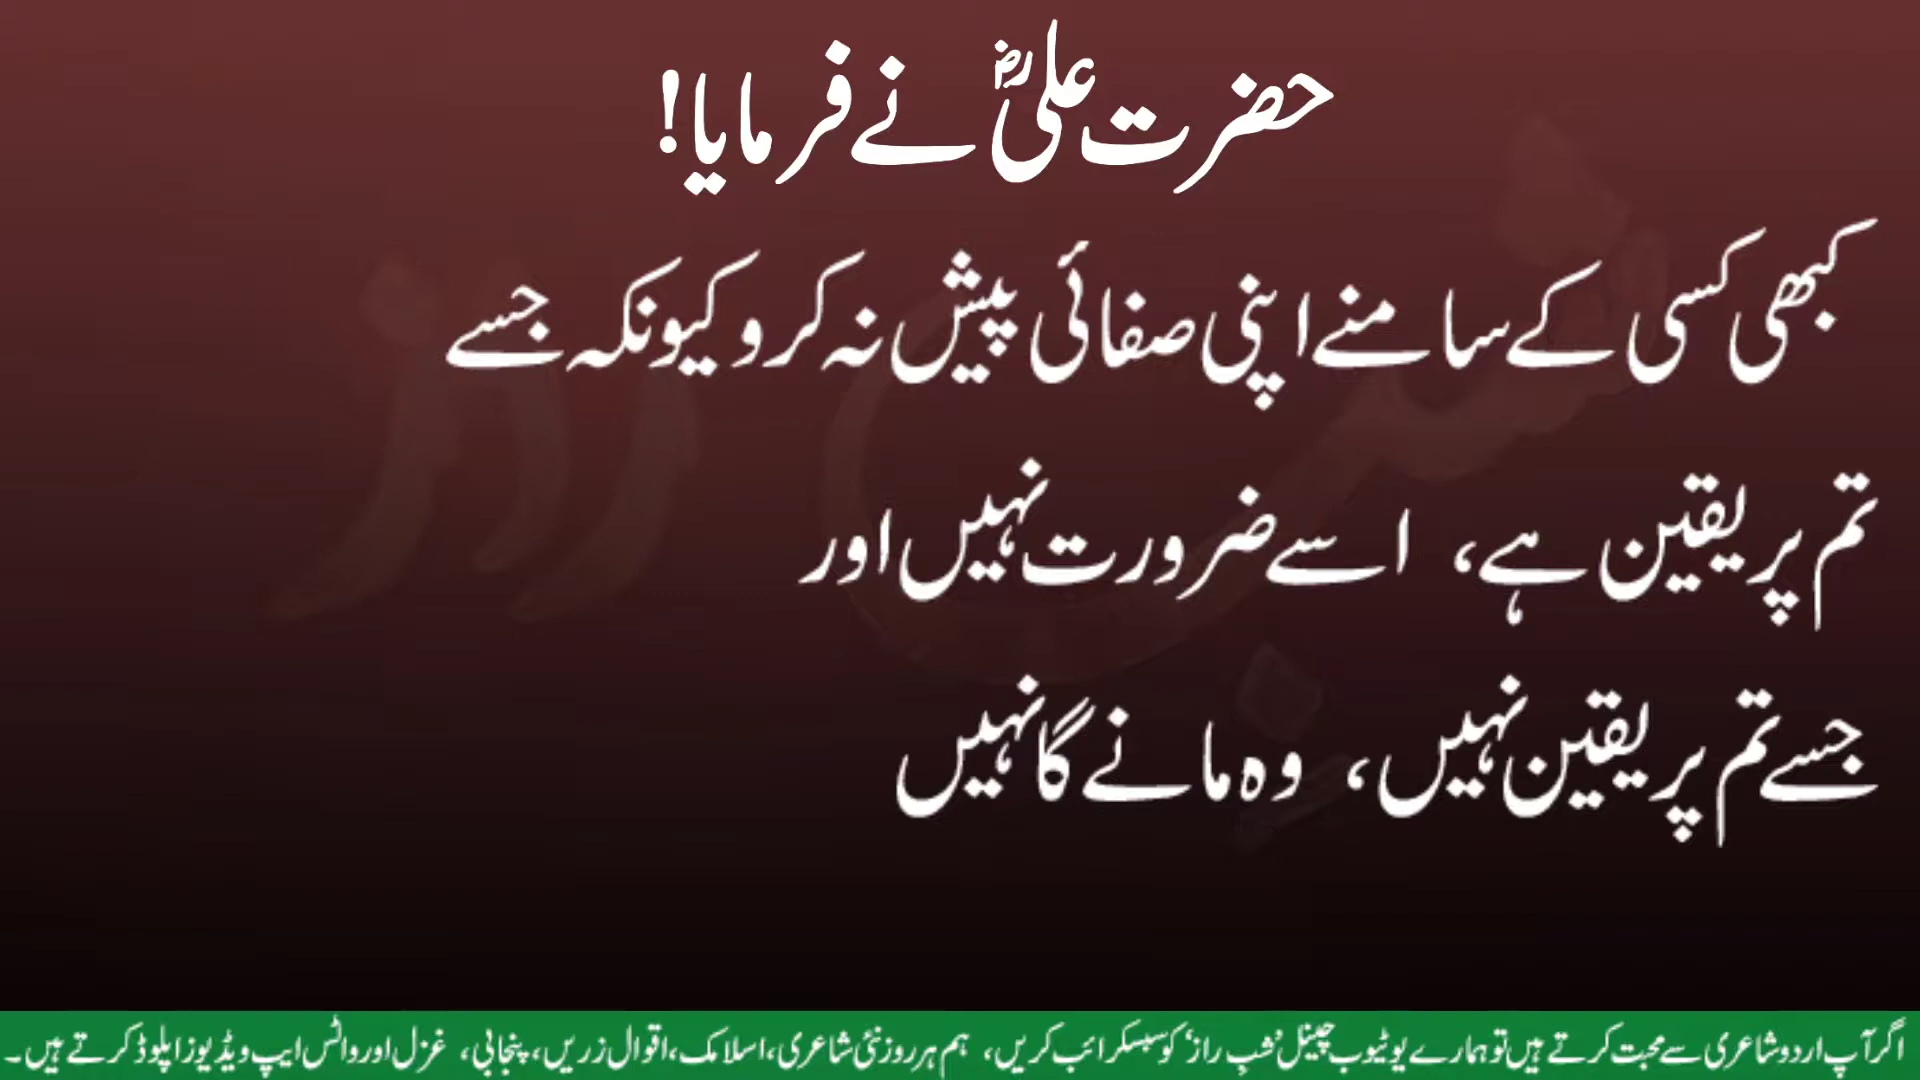 حضرت علیؓ نے فرمایا!
کبھی کسی کے سامنے اپنی صفائی پیش نہ کرو کیونکہ جسے
تم پر یقین ہے، اسے ضرورت نہیں اور
جسے تم پر یقین نہیں، وہ مانے گا نہیں
اگر آپ اردو شاعری سے محبت کرتے ہیں تو ہمارے یوٹیوب چینل ’شبِ راز‘ کو سبسکرائب کریں، ہم ہر روز نئی شاعری، اسلامک، اقوال زریں، پنجابی، غزل اور واٹس ایپ ویڈیوز اپلوڈ کرتے ہیں۔